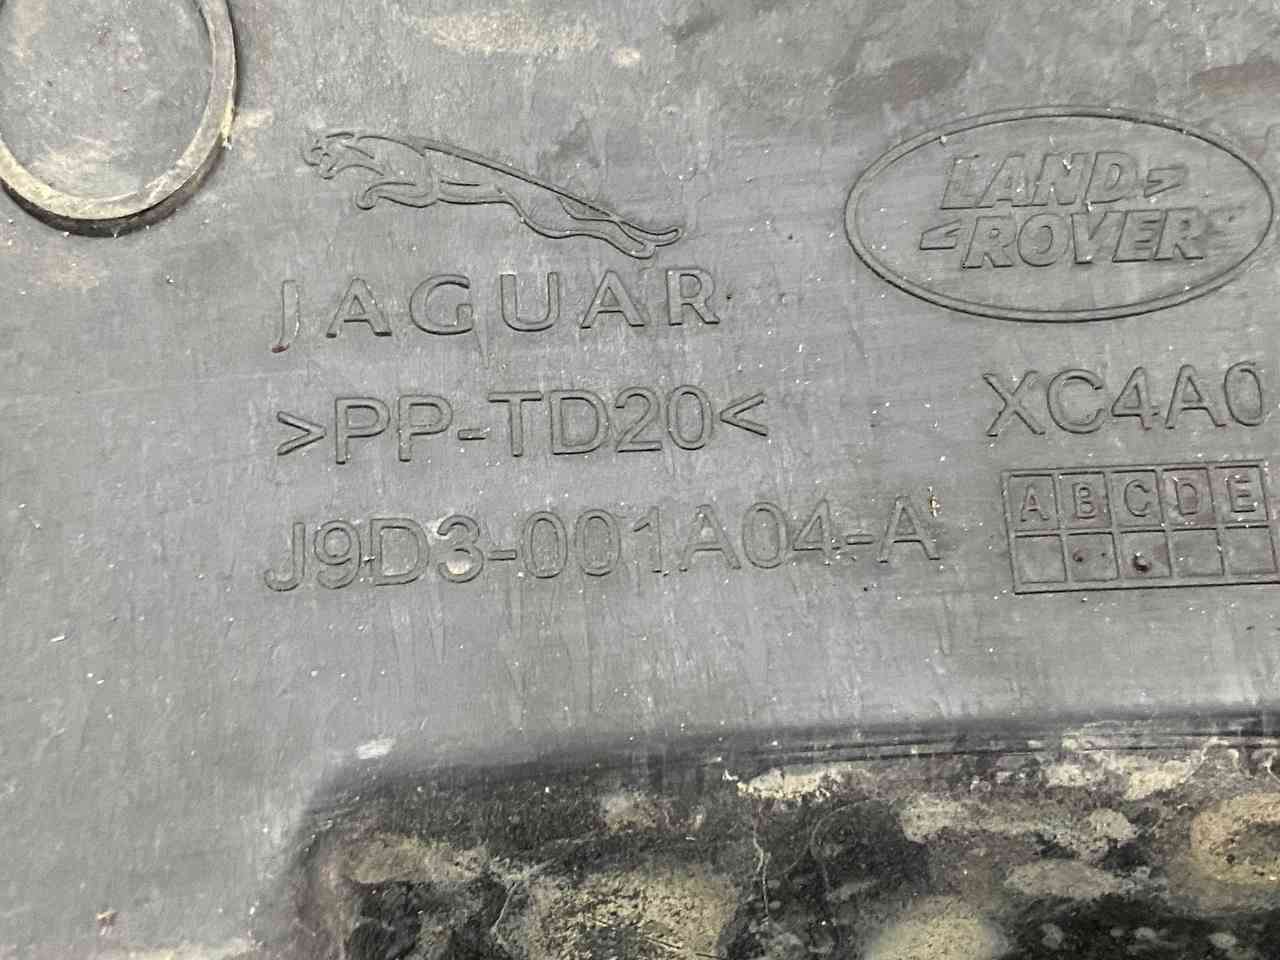 JAGUAR
LAND
ROVER
>PP-TD20<
XC4A0
J9D3-001A04-A
A B C D E